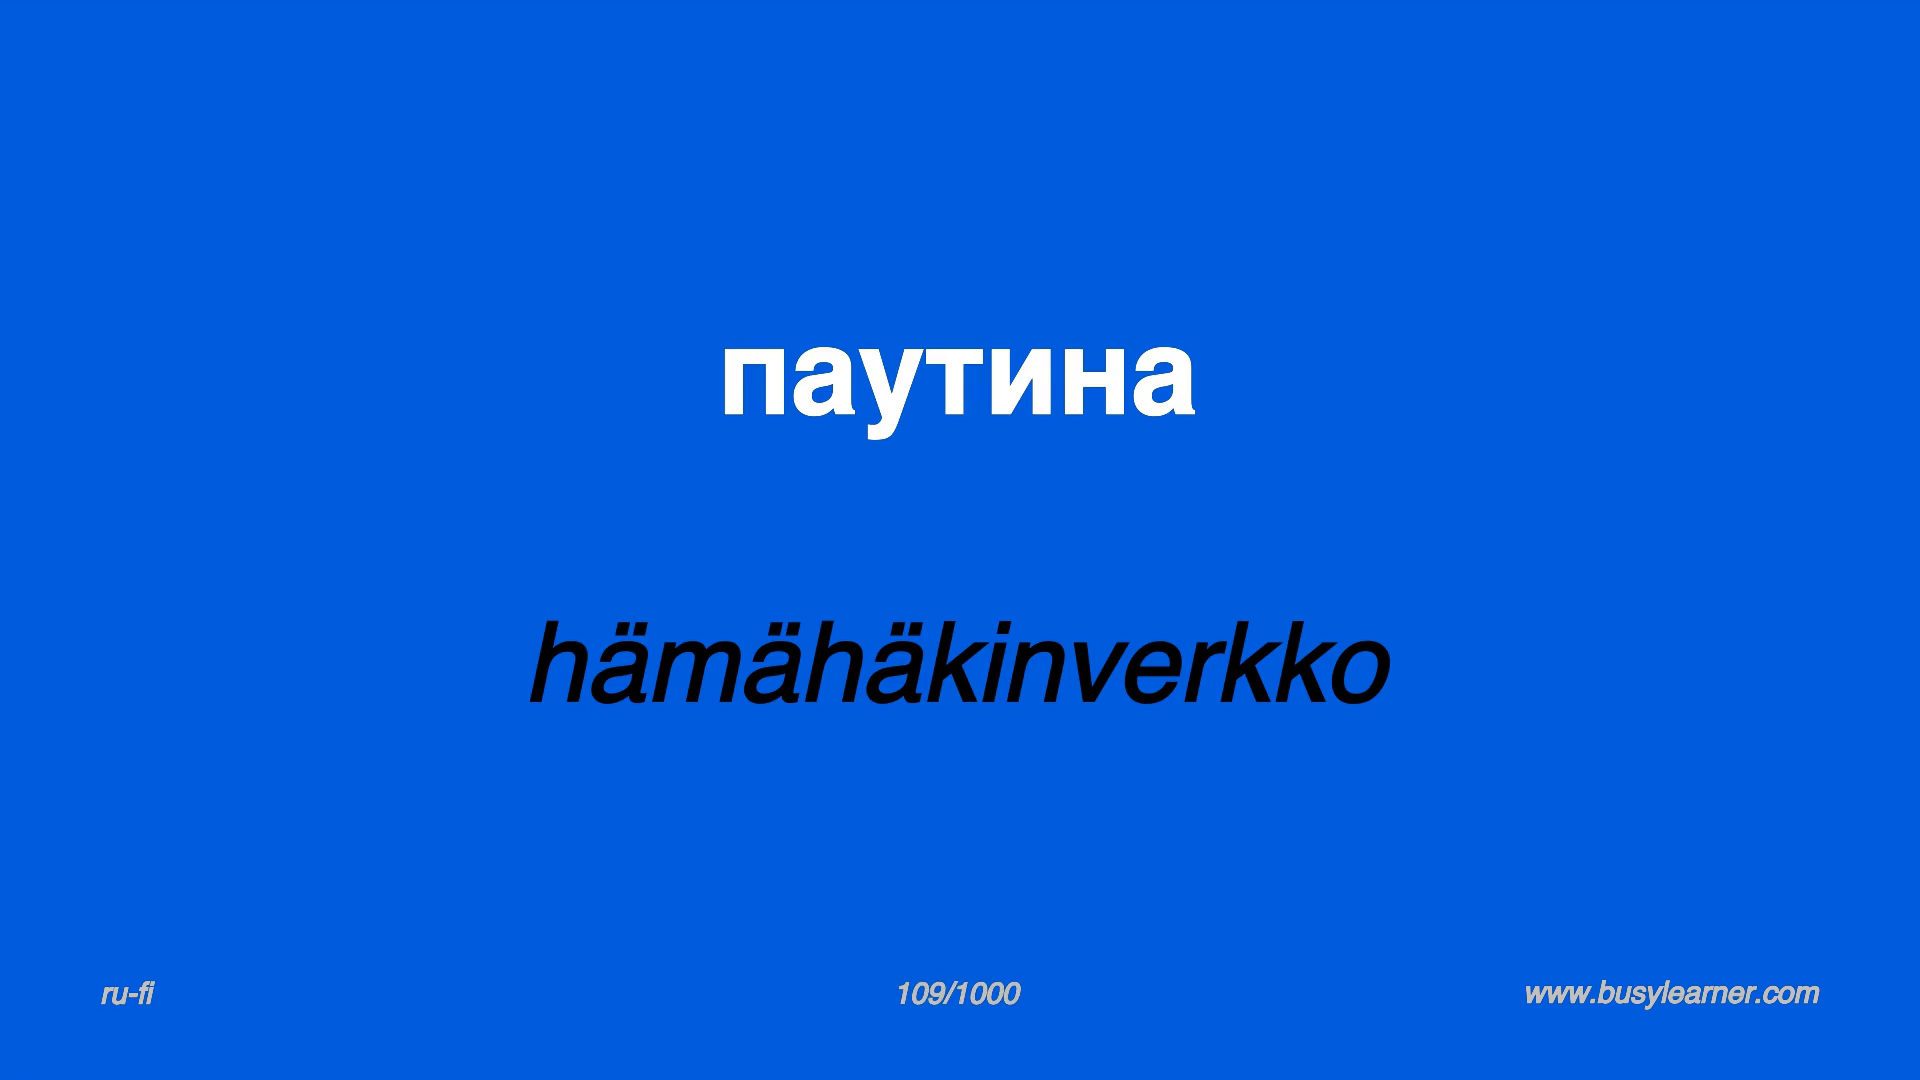 паутина
hämähäkinverkko
ru-fi
109/1000
www.busylearner.com